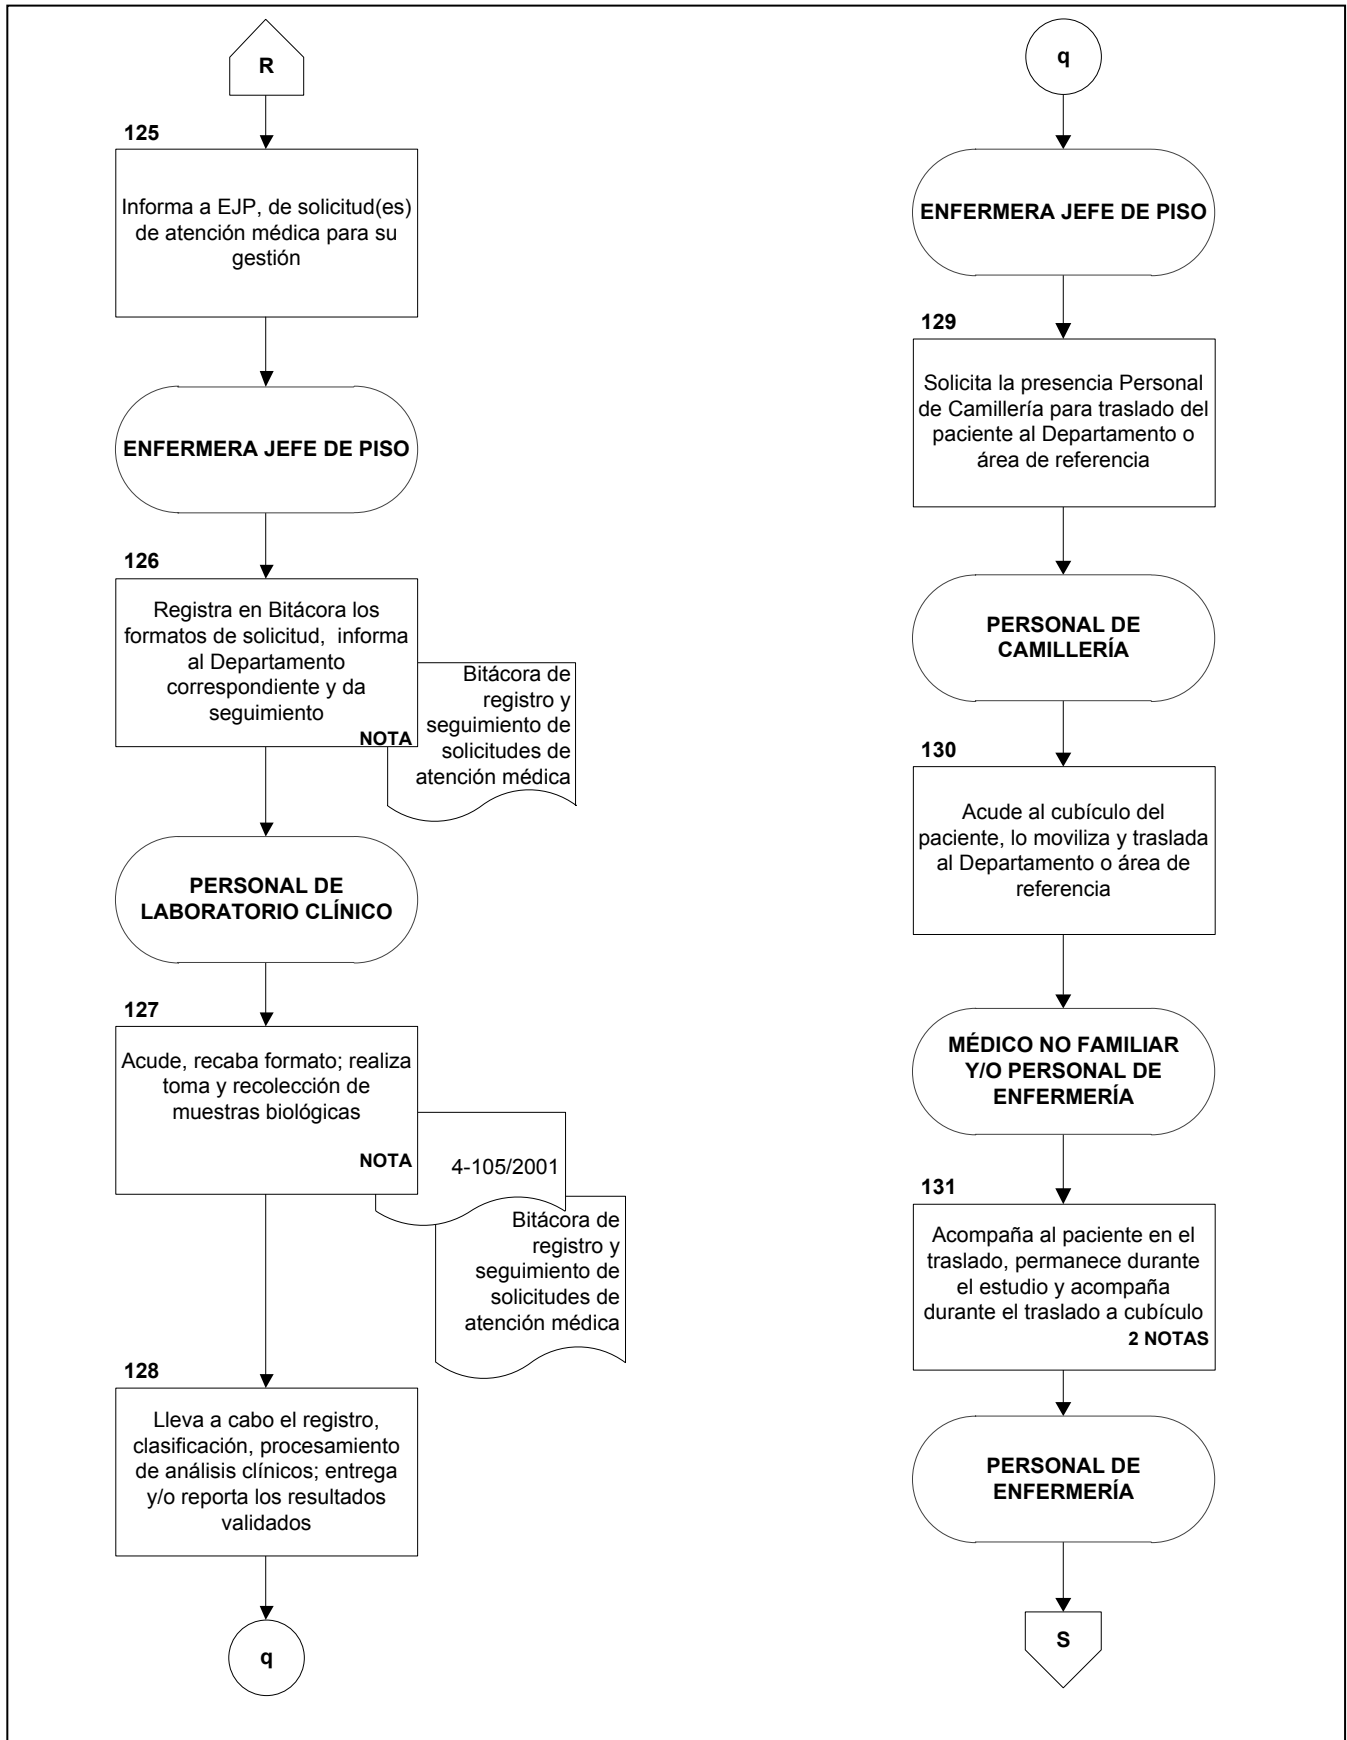 R
125
Informa a EJP, de solicitud(es)
de atención médica para su
gestión
ENFERMERA JEFE DE PISO
126
Registra en Bitácora los
formatos de solicitud, informa
al Departamento
correspondiente y da
seguimiento
NOTA
Bitácora de
registro y
seguimiento de
solicitudes de
atención médica
PERSONAL DE
LABORATORIO CLÍNICO
127
Acude, recaba formato; realiza
toma y recolección de
muestras biológicas
NOTA
4-105/2001
Bitácora de
registro y
seguimiento de
solicitudes de
atención médica
128
Lleva a cabo el registro,
clasificación, procesamiento
de análisis clínicos; entrega
y/o reporta los resultados
validados
q
q
ENFERMERA JEFE DE PISO
129
Solicita la presencia Personal
de Camillería para traslado del
paciente al Departamento o
área de referencia
PERSONAL DE
CAMILLERÍA
130
Acude al cubículo del
paciente, lo moviliza y traslada
al Departamento o área de
referencia
MÉDICO NO FAMILIAR
Y/O PERSONAL DE
ENFERMERÍA
131
Acompaña al paciente en el
traslado, permanece durante
el estudio y acompaña
durante el traslado a cubículo
2 NOTAS
PERSONAL DE
ENFERMERÍA
S